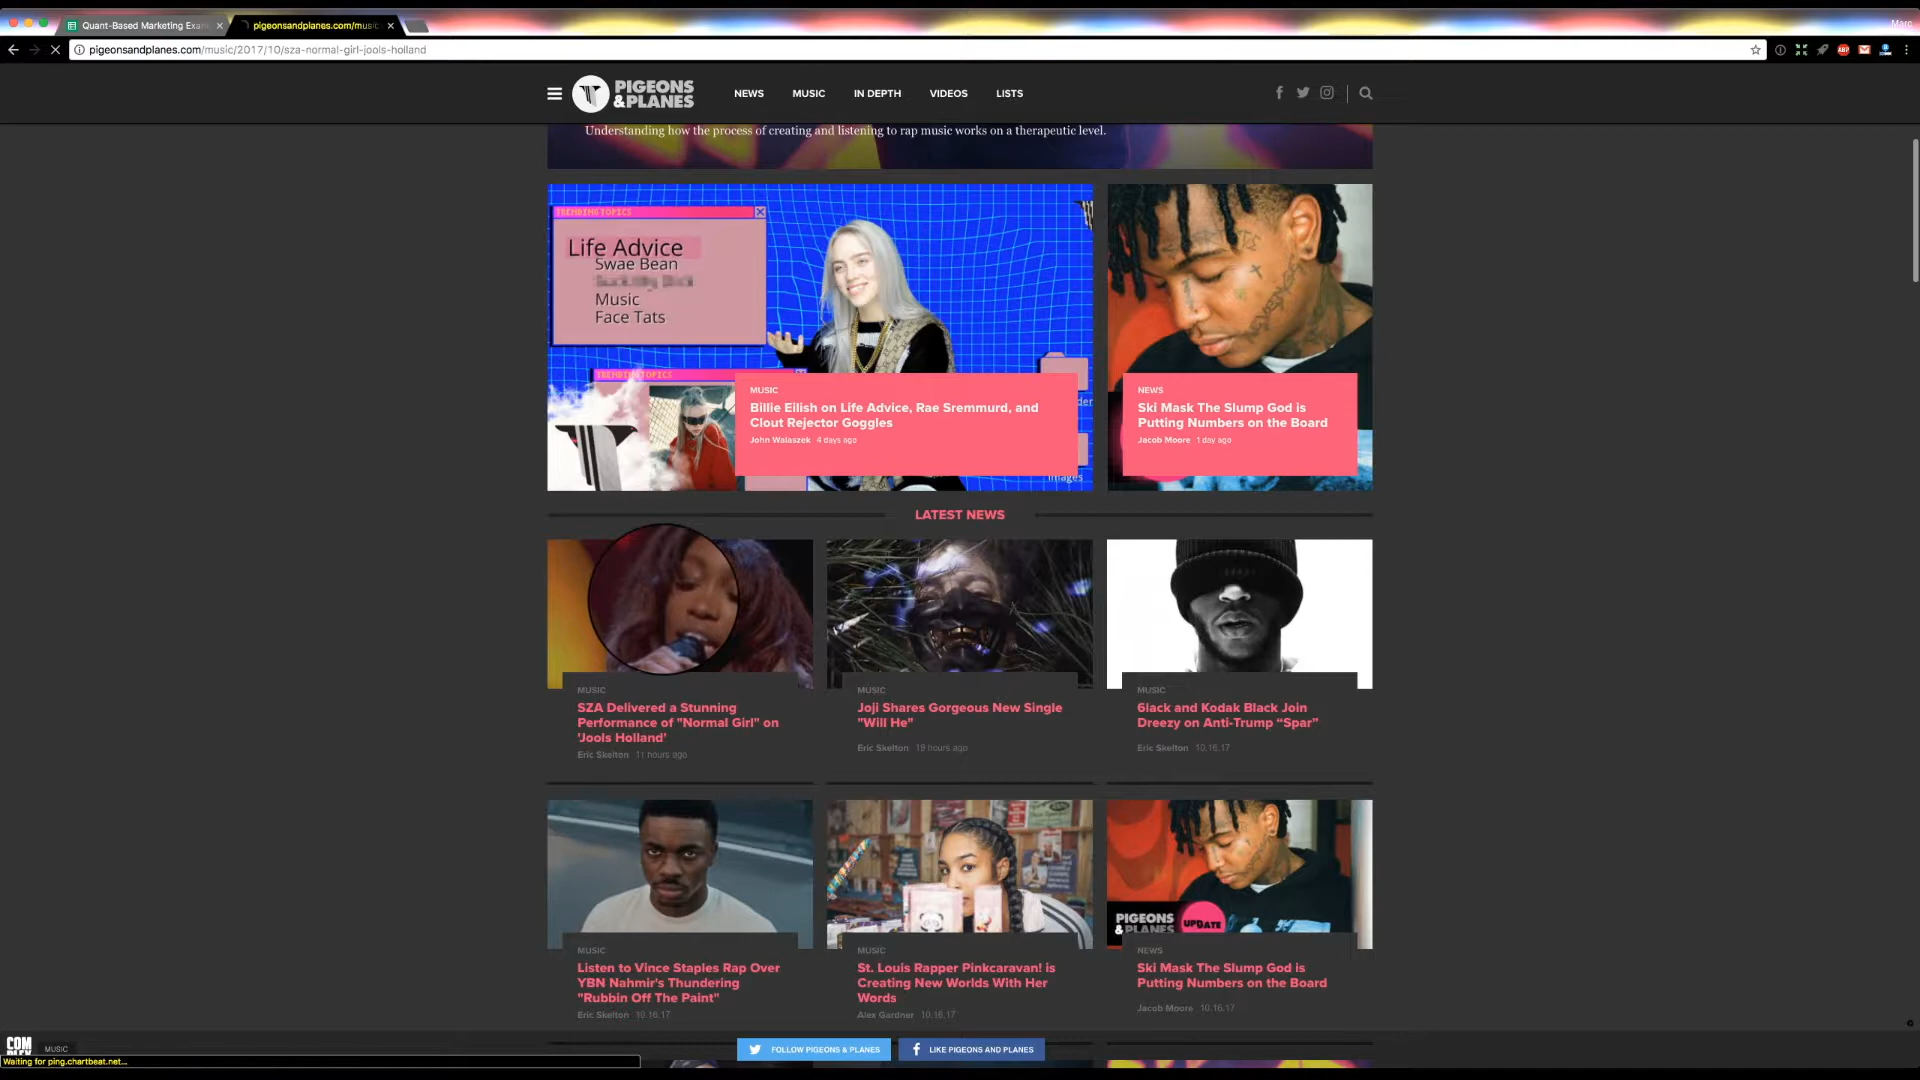 Quant-Based Marketing Exa
pigeonsandplanes.com/music
Marc
pigeonsandplanes.com/music/2017/10/sza-normal-girl-jools-holland
PIGEONS
&PLANES
NEWS
MUSIC
IN DEPTH
VIDEOS
LISTS
Understanding how the process of creating and listening to rap music works on a therapeutic level.
TRENDING TOPICS
Life Advice
Swae Bean
Music
Face Tats
TRENDING TOPICS
der
images
MUSIC
Billie Eilish on Life Advice, Rae Sremmurd, and
Clout Rejector Goggles
John Walaszek 4 days ago
NEWS
Ski Mask The Slump God is
Putting Numbers on the Board
Jacob Moore 1 day ago
LATEST NEWS
MUSIC
SZA Delivered a Stunning
Performance of "Normal Girl" on
'Jools Holland'
Eric Skelton 11 hours ago
MUSIC
Joji Shares Gorgeous New Single
"Will He"
Eric Skelton 19 hours ago
MUSIC
6lack and Kodak Black Join
Dreezy on Anti-Trump “Spar”
Eric Skelton 10.16.17
MUSIC
Listen to Vince Staples Rap Over
YBN Nahmir's Thundering
"Rubbin Off The Paint"
Eric Skelton 10.16.17
MUSIC
St. Louis Rapper Pinkcaravan! is
Creating New Worlds With Her
Words
Alex Gardner 10.16.17
PIGEONS
&PLANES
UPDATE
NEWS
Ski Mask The Slump God is
Putting Numbers on the Board
Jacob Moore 10.16.17
COM
PLEX
MUSIC
FOLLOW PIGEONS & PLANES
LIKE PIGEONS AND PLANES
Waiting for ping.chartbeat.net...